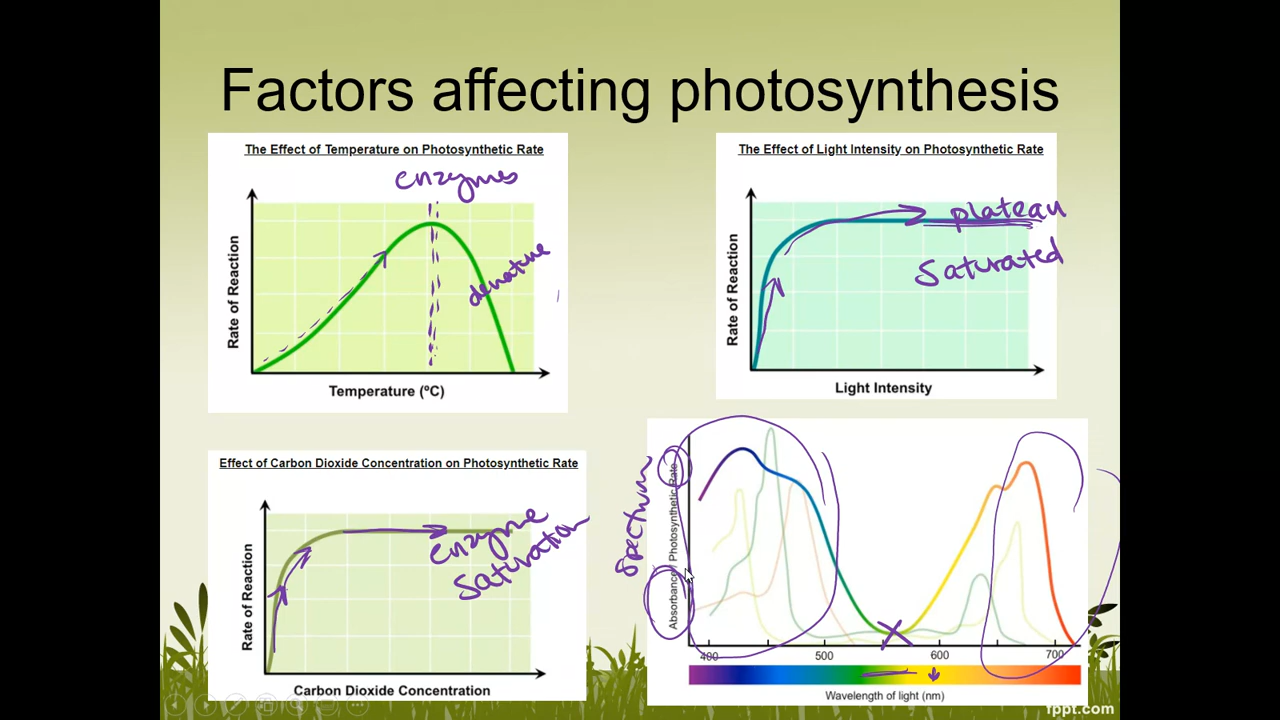 Factors affecting photosynthesis
The Effect of Temperature on Photosynthetic Rate
enzymes
denature
Rate of Reaction
Temperature (ºC)
The Effect of Light Intensity on Photosynthetic Rate
plateau
Saturated
Rate of Reaction
Light Intensity
Effect of Carbon Dioxide Concentration on Photosynthetic Rate
enzyme
saturation
Rate of Reaction
Carbon Dioxide Concentration
spectrum
Absorbance / Photosynthetic Rate
400 500 600 700
Wavelength of light (nm)
fppt.com